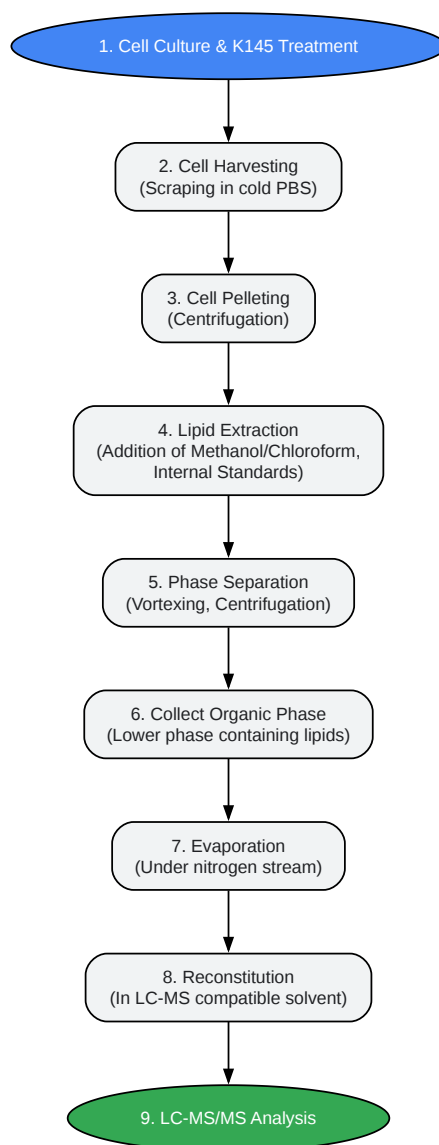 1. Cell Culture & K145 Treatment
2. Cell Harvesting
(Scraping in cold PBS)
3. Cell Pelleting
(Centrifugation)
4. Lipid Extraction
(Addition of Methanol/Chloroform,
Internal Standards)
5. Phase Separation
(Vortexing, Centrifugation)
6. Collect Organic Phase
(Lower phase containing lipids)
7. Evaporation
(Under nitrogen stream)
8. Reconstitution
(In LC-MS compatible solvent)
9. LC-MS/MS Analysis